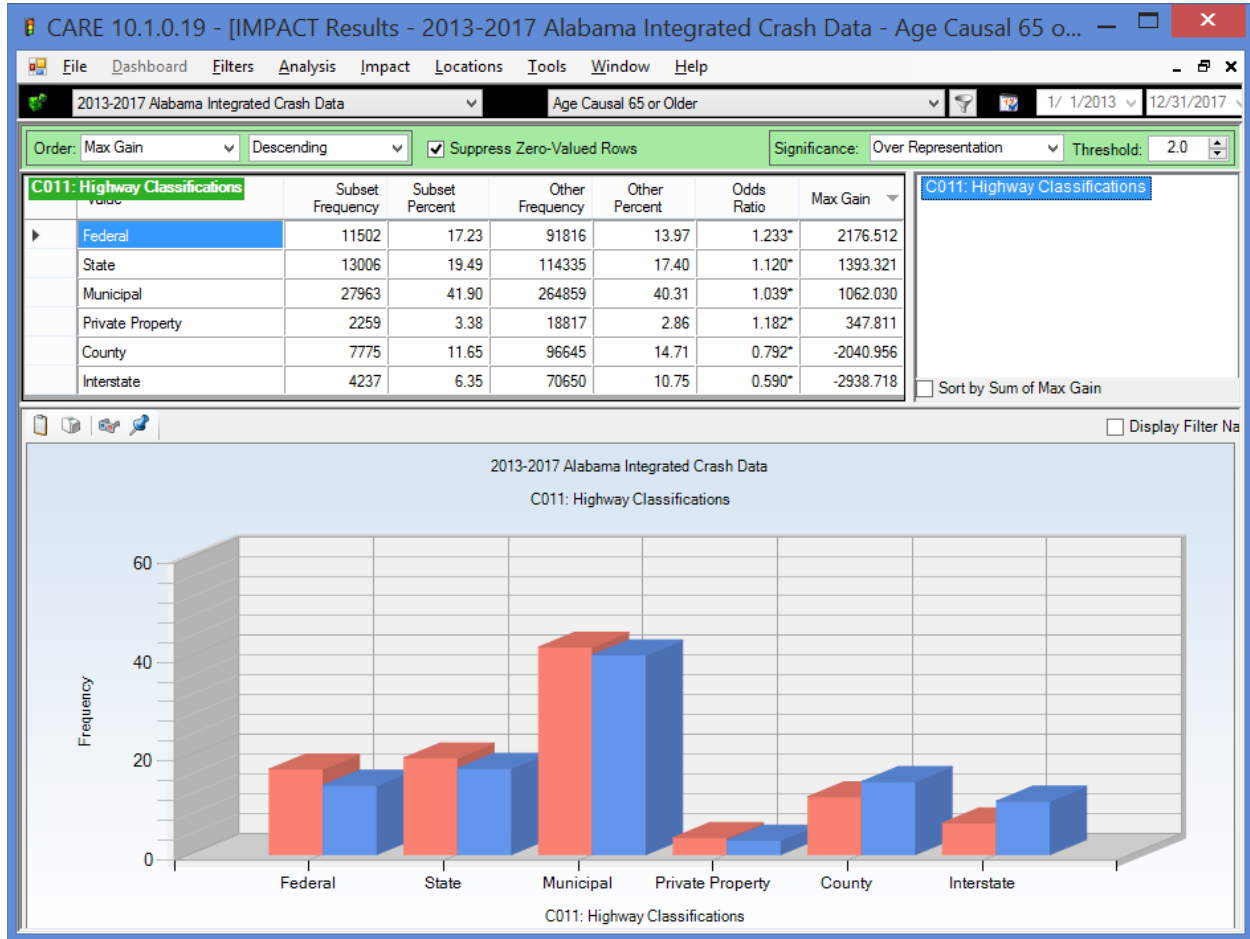 CARE 10.1.0.19 - [IMPACT Results - 2013-2017 Alabama Integrated Crash Data - Age Causal 65 o...
File Dashboard Filters Analysis Impact Locations Tools Window Help
2013-2017 Alabama Integrated Crash Data Age Causal 65 or Older 1/ 1/2013 12/31/2017
Order: Max Gain Descending Suppress Zero-Valued Rows Significance: Over Representation Threshold: 2.0
C011: Highway Classifications Subset Frequency Subset Percent Other Frequency Other Percent Odds Ratio Max Gain C011: Highway Classifications
Federal 11502 17.23 91816 13.97 1.233* 2176.512
State 13006 19.49 114335 17.40 1.120* 1393.321
Municipal 27963 41.90 264859 40.31 1.039* 1062.030
Private Property 2259 3.38 18817 2.86 1.182* 347.811
County 7775 11.65 96645 14.71 0.792* -2040.956
Interstate 4237 6.35 70650 10.75 0.590* -2938.718
Sort by Sum of Max Gain
Display Filter Na
2013-2017 Alabama Integrated Crash Data
C011: Highway Classifications
60
40
Frequency
20
0
Federal State Municipal Private Property County Interstate
C011: Highway Classifications